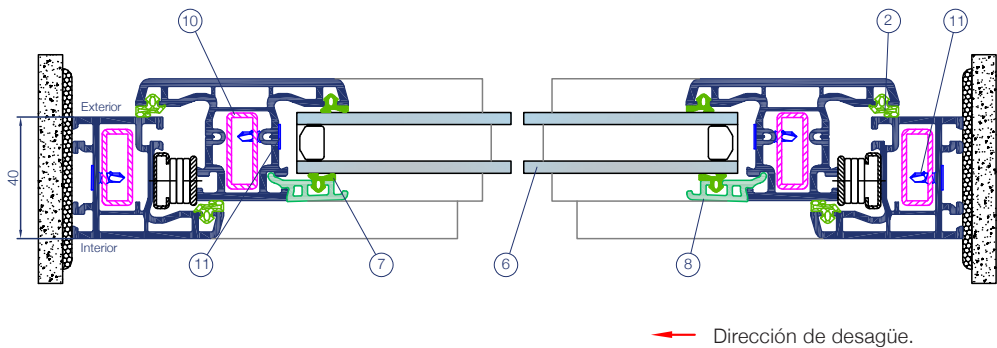 10
2
11
Exterior
40
Interior
11
7
6
8
Dirección de desagüe.